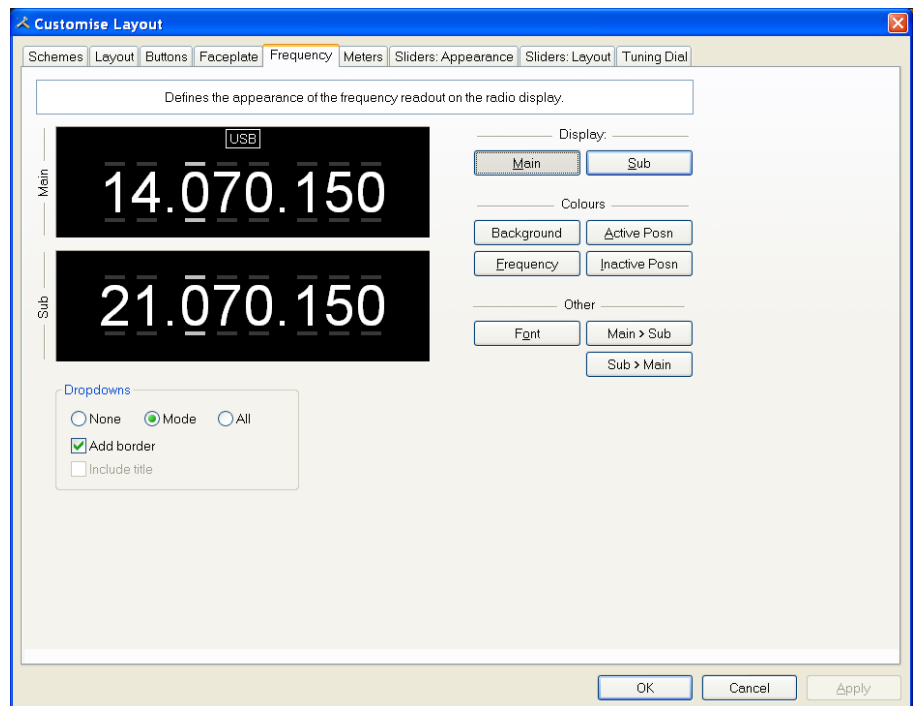 Customise Layout
Schemes Layout Buttons Faceplate Frequency Meters Sliders: Appearance Sliders: Layout Tuning Dial
Defines the appearance of the frequency readout on the radio display.
Main
USB
14.070.150
Sub
21.070.150
Display:
Main Sub
Colours
Background Active Posn
Frequency Inactive Posn
Other
Font Main > Sub
Sub > Main
Dropdowns
None Mode All
Add border
Include title
OK Cancel Apply